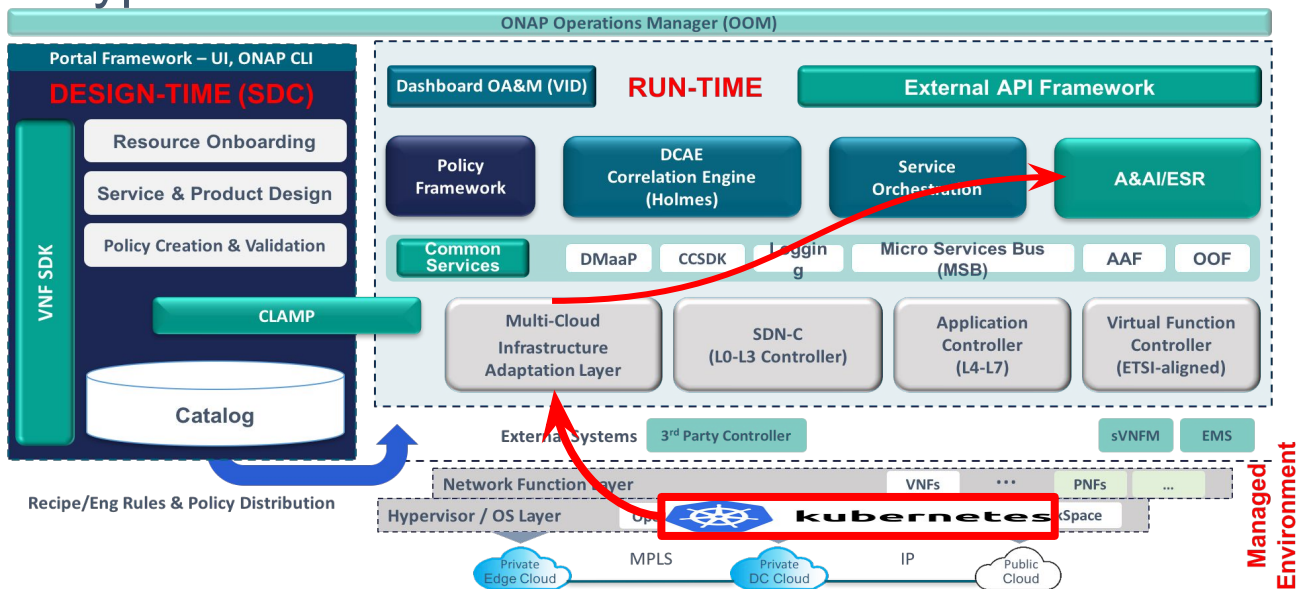 ONAP Operations Manager (OOM)
Portal Framework – UI, ONAP CLI
DESIGN-TIME (SDC)
VNF SDK
Resource Onboarding
Service & Product Design
Policy Creation & Validation
CLAMP
Catalog
Recipe/Eng Rules & Policy Distribution
Dashboard OA&M (VID)
RUN-TIME
External API Framework
Policy
Framework
DCAE
Correlation Engine
(Holmes)
Service
Orchestration
A&AI/ESR
Common
Services
DMaaP
CCSDK
Loggin
g
Micro Services Bus
(MSB)
AAF
OOF
Multi-Cloud
Infrastructure
Adaptation Layer
SDN-C
(L0-L3 Controller)
Application
Controller
(L4-L7)
Virtual Function
Controller
(ETSI-aligned)
External Systems
3rd Party Controller
sVNFM
EMS
Network Function Layer
VNFs
...
PNFs
...
Hypervisor / OS Layer
kubernetes
Managed
Environment
Private
Edge Cloud
MPLS
Private
DC Cloud
IP
Public
Cloud